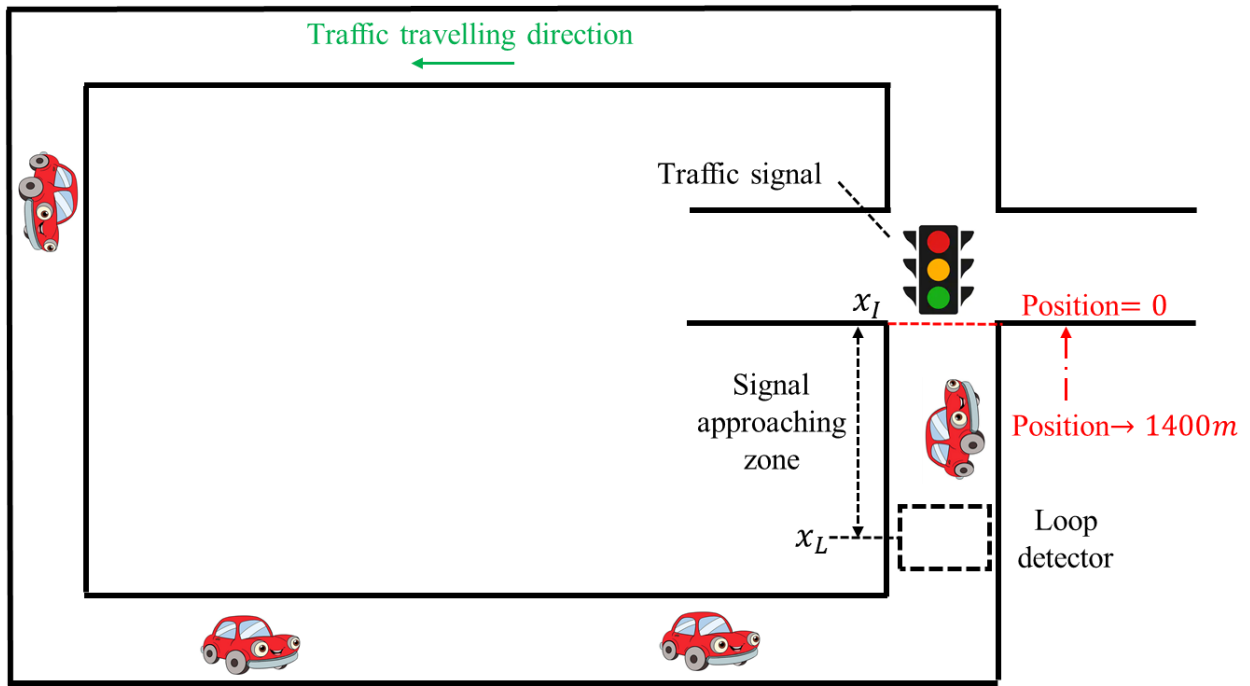 Traffic travelling direction
Traffic signal
x_I
Position= 0
Signal
approaching
zone
Position→ 1400m
x_L
Loop
detector